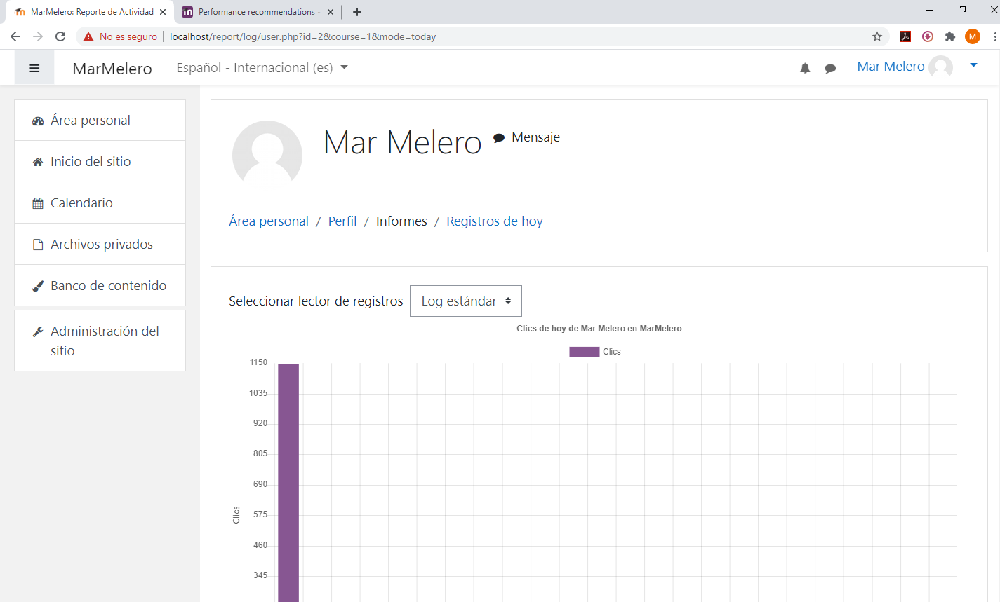 MarMelero: Reporte de Actividad
Performance recommendations -
No es seguro
localhost/report/log/user.php?id=2&course=1&mode=today
M
MarMelero
Español - Internacional (es)
Mar Melero
Área personal
Inicio del sitio
Calendario
Archivos privados
Banco de contenido
Administración del
sitio
Mar Melero
Mensaje
Área personal / Perfil / Informes / Registros de hoy
Seleccionar lector de registros
Log estándar
Clics de hoy de Mar Melero en MarMelero
Clics
1150
1035
920
805
690
575
460
345
Clics